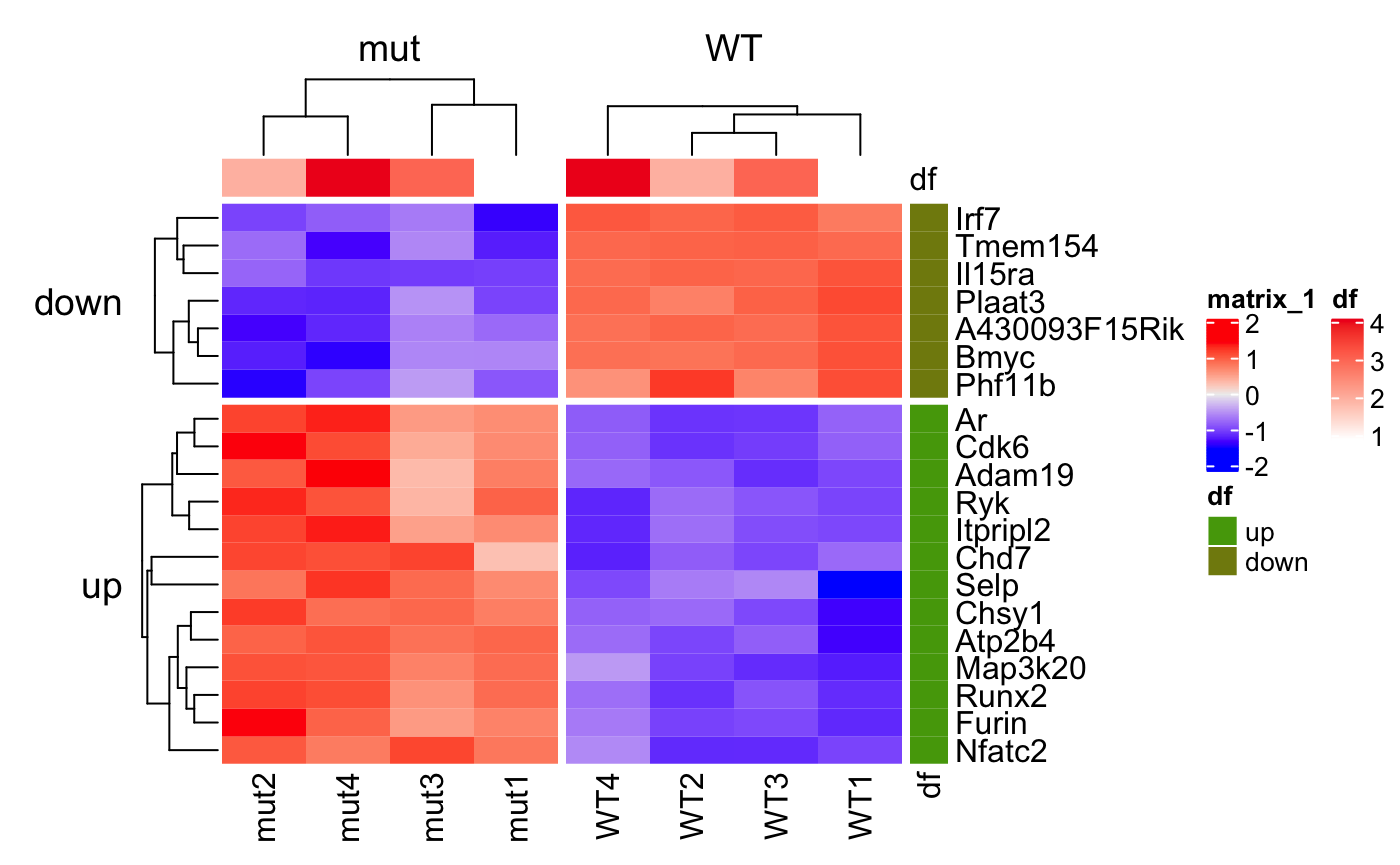 mut
WT
df
down
Irf7
Tmem154
Il15ra
Plaat3
A430093F15Rik
Bmyc
Phf11b
up
Ar
Cdk6
Adam19
Ryk
Itpripl2
Chd7
Selp
Chsy1
Atp2b4
Map3k20
Runx2
Furin
Nfatc2
mut2
mut4
mut3
mut1
WT4
WT2
WT3
WT1
df
matrix_1
2
1
0
-1
-2
df
4
3
2
1
df
up
down